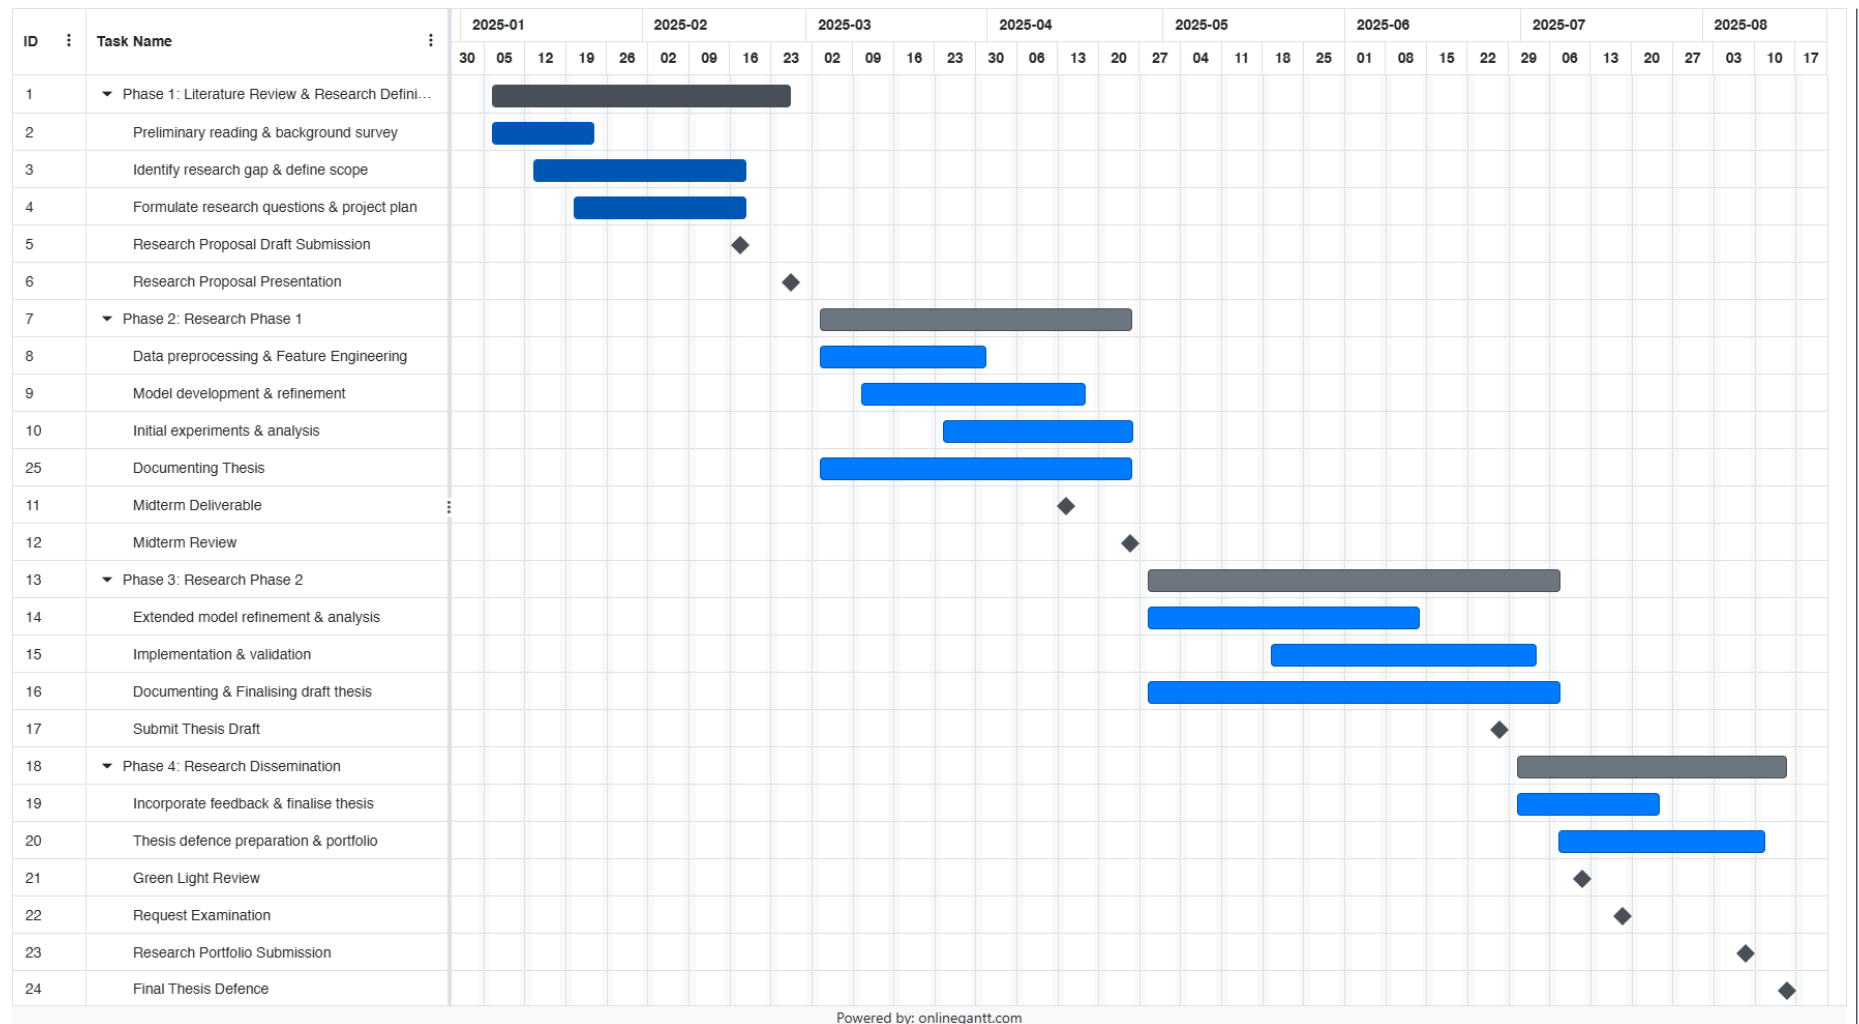 ID Task Name 2025-01 2025-02 2025-03 2025-04 2025-05 2025-06 2025-07 2025-08
30 05 12 19 26 02 09 16 23 02 09 16 23 30 06 13 20 27 04 11 18 25 01 08 15 22 29 06 13 20 27 03 10 17
1 Phase 1: Literature Review & Research Defini...
2 Preliminary reading & background survey
3 Identify research gap & define scope
4 Formulate research questions & project plan
5 Research Proposal Draft Submission
6 Research Proposal Presentation
7 Phase 2: Research Phase 1
8 Data preprocessing & Feature Engineering
9 Model development & refinement
10 Initial experiments & analysis
25 Documenting Thesis
11 Midterm Deliverable
12 Midterm Review
13 Phase 3: Research Phase 2
14 Extended model refinement & analysis
15 Implementation & validation
16 Documenting & Finalising draft thesis
17 Submit Thesis Draft
18 Phase 4: Research Dissemination
19 Incorporate feedback & finalise thesis
20 Thesis defence preparation & portfolio
21 Green Light Review
22 Request Examination
23 Research Portfolio Submission
24 Final Thesis Defence
Powered by: onlinegantt.com